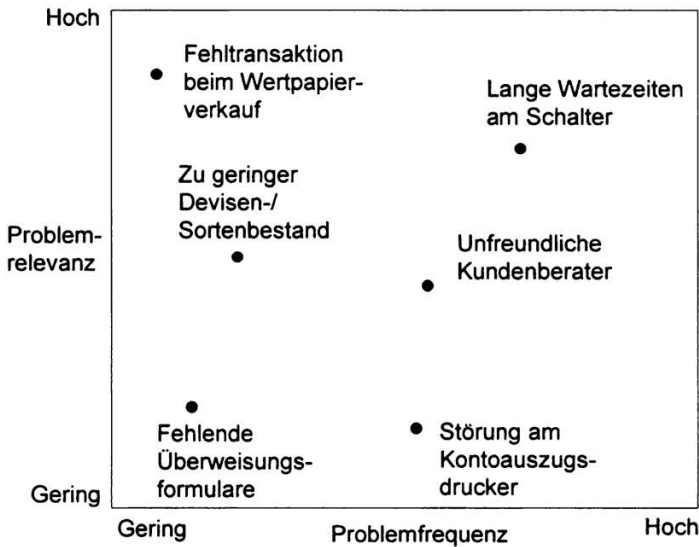 Hoch
Fehltransaktion
beim Wertpapier-
verkauf
Lange Wartezeiten
am Schalter
Zu geringer
Devisen-/
Sortenbestand
Problem-
relevanz
Unfreundliche
Kundenberater
Fehlende
Überweisungs-
formulare
Störung am
Kontoauszugs-
drucker
Gering
Gering
Problemfrequenz
Hoch